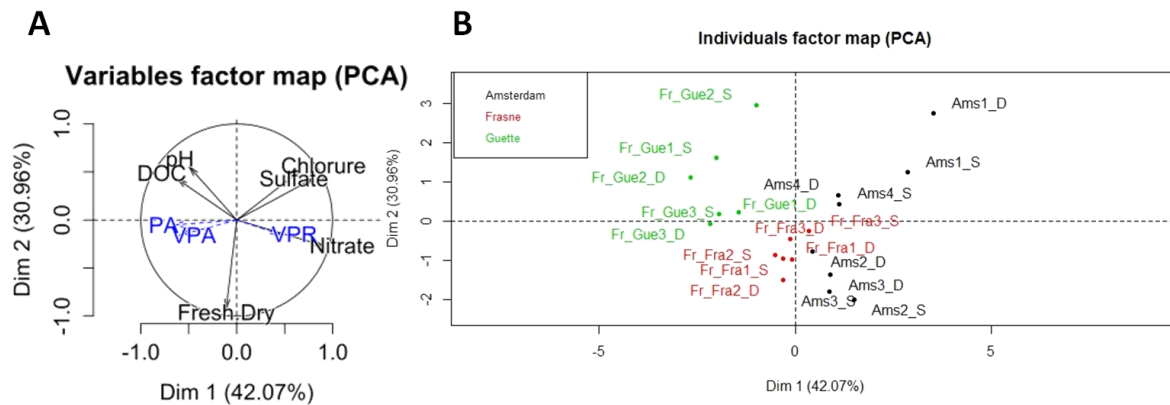 A
Variables factor map (PCA)
Dim 2 (30.96%)
1.0
0.0
-1.0
pH
DOC
Chlorure
Sulfate
PA
VPA
VPR
Nitrate
Fresh.Dry
-1.0
0.0
1.0
Dim 1 (42.07%)
B
Individuals factor map (PCA)
Dim 2 (30.96%)
3
2
1
0
-1
-2
Amsterdam
Frasne
Guette
Fr_Gue2_S
Ams1_D
Fr_Gue1_S
Ams1_S
Fr_Gue2_D
Ams4_D
Ams4_S
Fr_Gue3_S
Fr_Gue1_D
Fr_Gue3_D
Fr_Fra3_D
Fr_Fra3_S
Fr_Fra2_S
Fr_Fra1_D
Fr_Fra1_S
Ams2_D
Fr_Fra2_D
Ams3_D
Ams3_S
Ams2_S
-5
0
5
Dim 1 (42.07%)